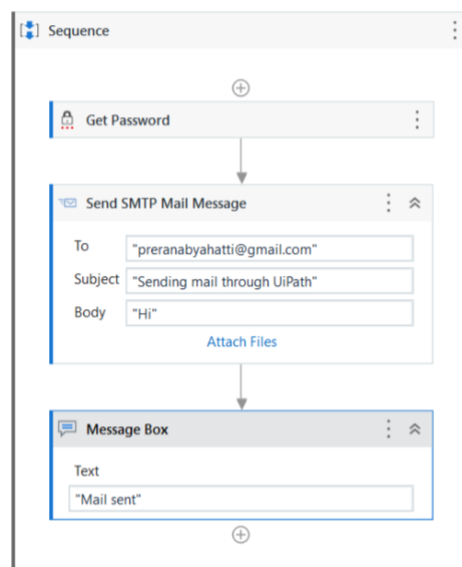 Sequence
Get Password
Send SMTP Mail Message
To "preranabyahatti@gmail.com"
Subject "Sending mail through UiPath"
Body "Hi"
Attach Files
Message Box
Text
"Mail sent"